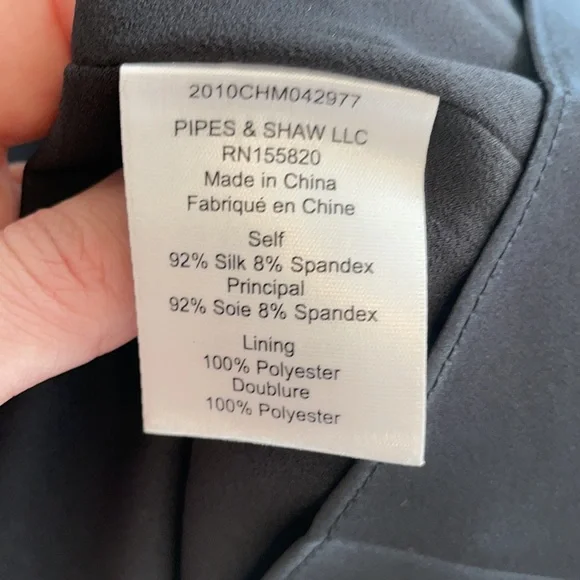 2010CHM042977
PIPES & SHAW LLC
RN155820
Made in China
Fabriqué en Chine
Self
92% Silk 8% Spandex
Principal
92% Soie 8% Spandex
Lining
100% Polyester
Doublure
100% Polyester